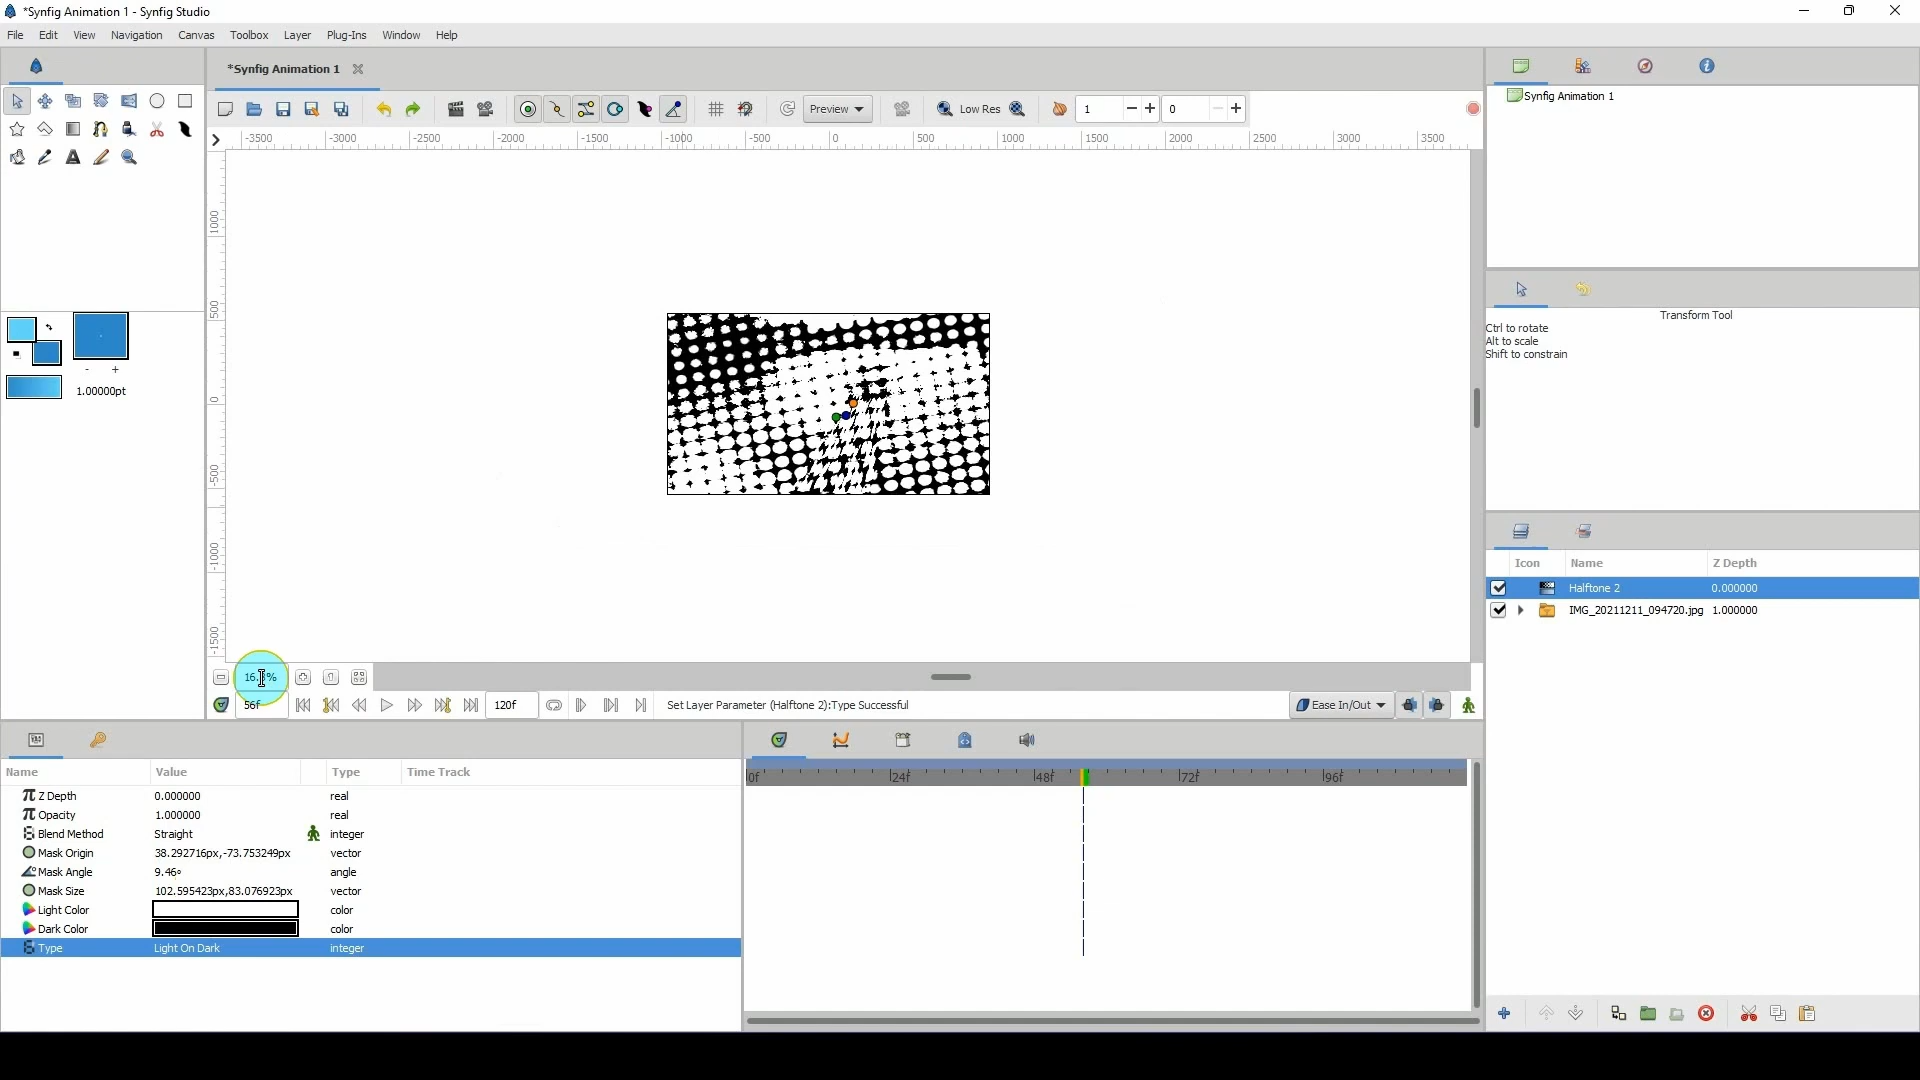 *Synfig Animation 1 - Synfig Studio
File Edit View Navigation Canvas Toolbox Layer Plug-Ins Window Help
*Synfig Animation 1
Preview Low Res 1 0
-3500 -3000 -2500 -2000 -1500 -1000 -500 0 500 1000 1500 2000 2500 3000 3500
1000
500
0
-500
-1000
-1500
- +
1.00000pt
56f 120f Set Layer Parameter (Halftone 2):Type Successful Ease In/Out
Synfig Animation 1
Transform Tool
Ctrl to rotate
Alt to scale
Shift to constrain
Icon Name Z Depth
Halftone 2 0.000000
IMG_20211211_094720.jpg 1.000000
Name Value Type Time Track
Z Depth 0.000000 real
Opacity 1.000000 real
Blend Method Straight integer
Mask Origin 38.292716px,-73.753249px vector
Mask Angle 9.46° angle
Mask Size 102.595423px,83.076923px vector
Light Color color
Dark Color color
Type Light On Dark integer
0f 24f 48f 72f 96f